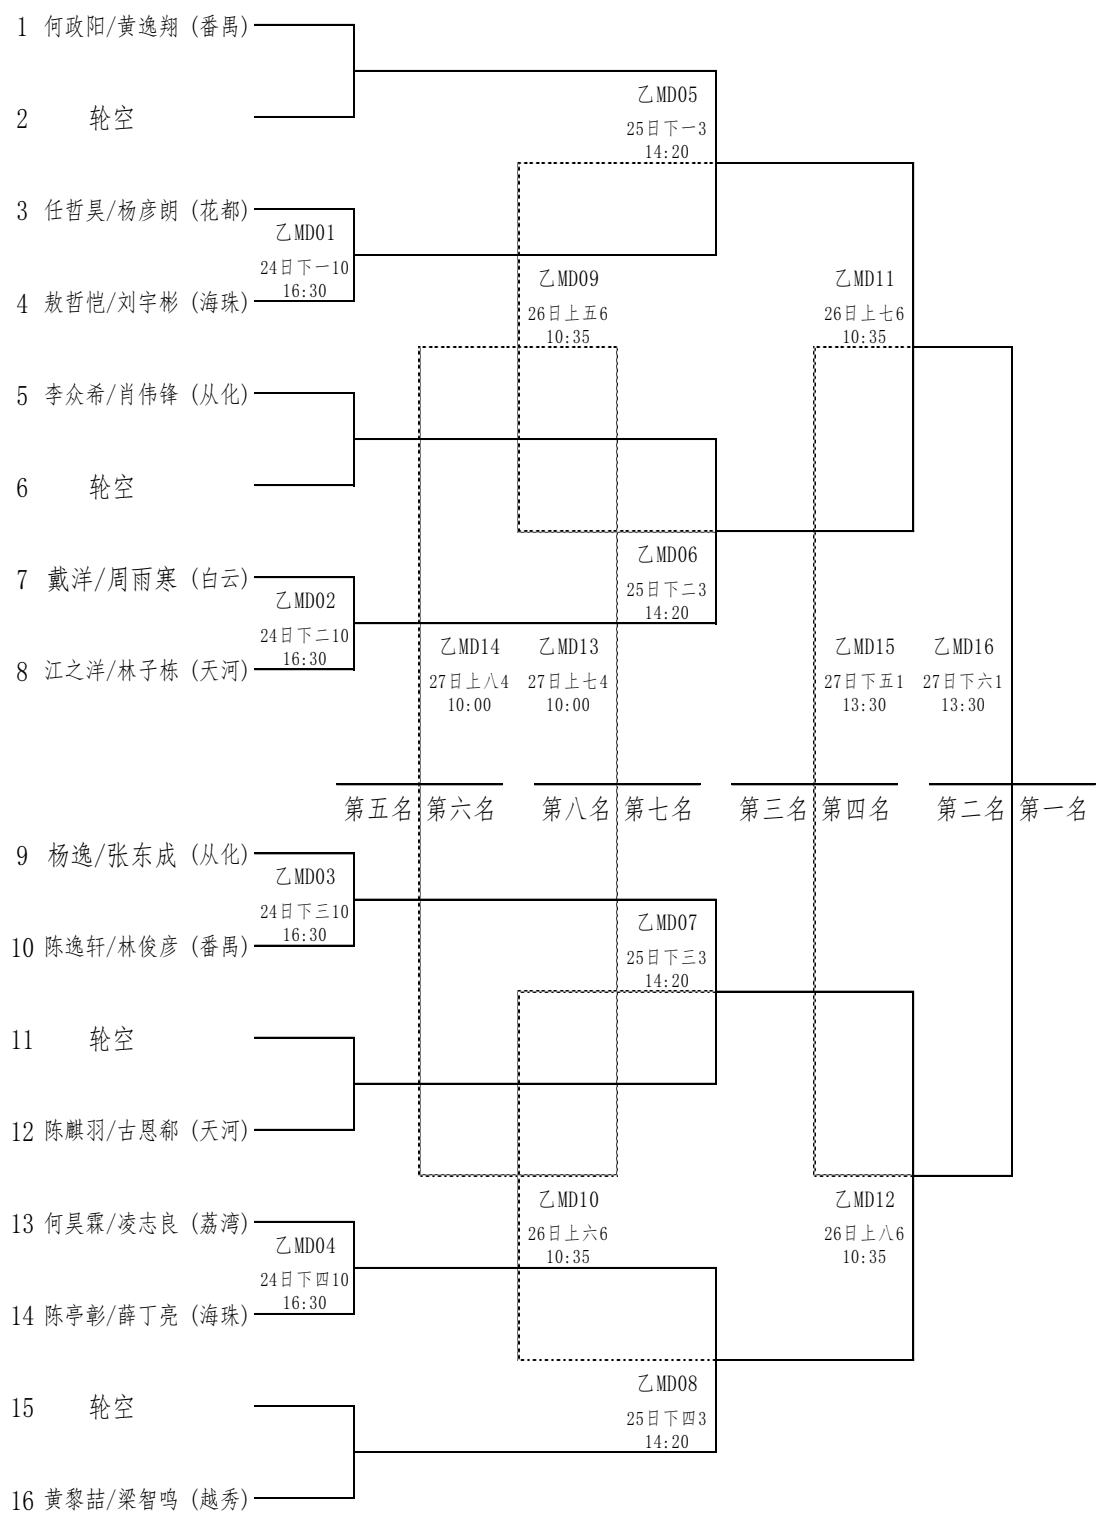 1 何政阳/黄逸翔 (番禺)
乙MD05
2 轮空
25日下一3
14:20
3 任哲昊/杨彦朗 (花都)
乙MD01
24日下一10
16:30
4 敖哲恺/刘宇彬 (海珠)
乙MD09
26日上五6
10:35
乙MD11
26日上七6
10:35
5 李众希/肖伟锋 (从化)
6 轮空
乙MD06
25日下二3
14:20
7 戴洋/周雨寒 (白云)
乙MD02
24日下二10
16:30
8 江之洋/林子栋 (天河)
乙MD14
27日上八4
10:00
乙MD13
27日上七4
10:00
乙MD15
27日下五1
13:30
乙MD16
27日下六1
13:30
第五名 第六名 第八名 第七名 第三名 第四名 第二名 第一名
9 杨逸/张东成 (从化)
乙MD03
24日下三10
16:30
10 陈逸轩/林俊彦 (番禺)
乙MD07
25日下三3
14:20
11 轮空
12 陈麒羽/古恩郗 (天河)
乙MD10
26日上六6
10:35
乙MD12
26日上八6
10:35
13 何昊霖/凌志良 (荔湾)
乙MD04
24日下四10
16:30
14 陈亭彰/薛丁亮 (海珠)
乙MD08
25日下四3
14:20
15 轮空
16 黄黎喆/梁智鸣 (越秀)